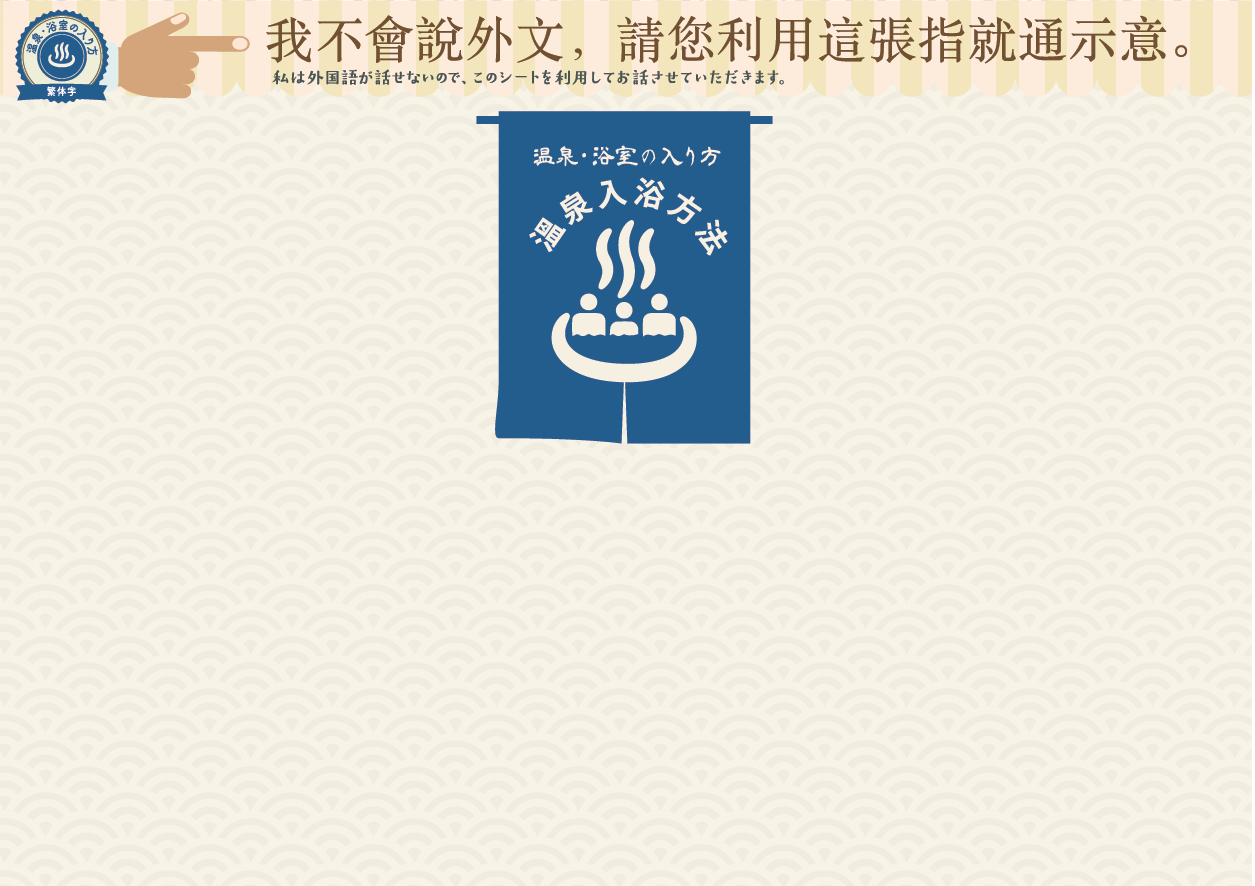 温泉・浴室の入り方
繁体字
我不會說外文，請您利用這張指就通示意。
私は外国語が話せないので、このシートを利用してお話させていただきます。
温泉・浴室の入り方
溫泉入浴方法